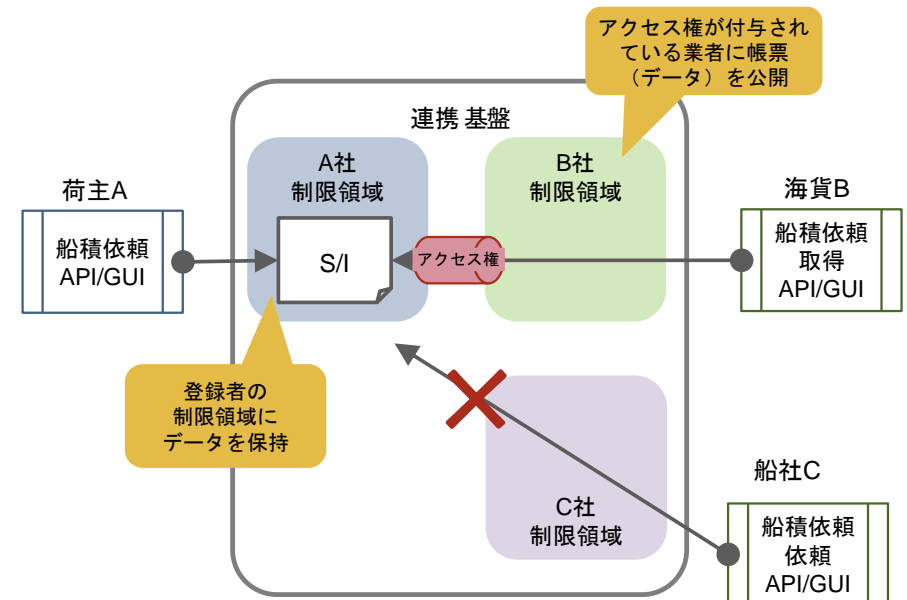 アクセス権が付与され
ている業者に帳票
（データ）を公開
連携 基盤
A社
制限領域
B社
制限領域
荷主A
海貨B
船積依頼
API/GUI
S/I
アクセス権
船積依頼
取得
API/GUI
登録者の
制限領域に
データを保持
船社C
C社
制限領域
船積依頼
依頼
API/GUI